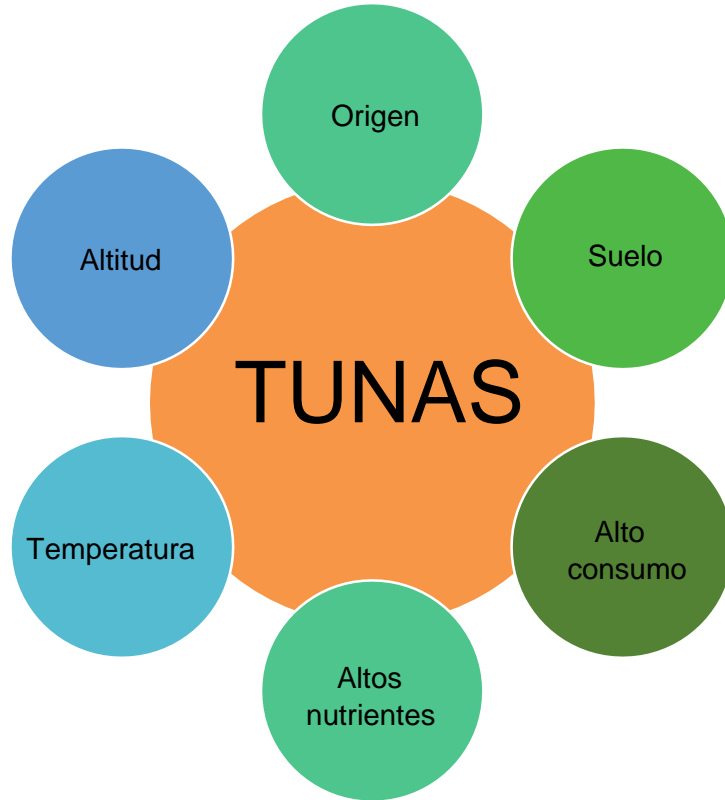 Origen
Altitud
Suelo
TUNAS
Temperatura
Alto
consumo
Altos
nutrientes